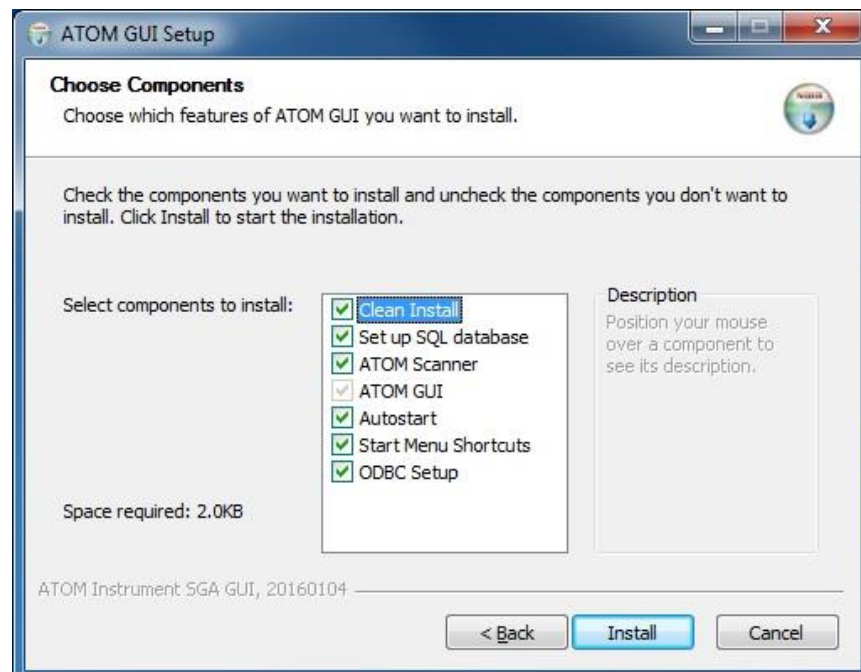 ATOM GUI Setup
Choose Components
Choose which features of ATOM GUI you want to install.
Check the components you want to install and uncheck the components you don't want to
install. Click Install to start the installation.
Select components to install:
Clean Install
Set up SQL database
ATOM Scanner
ATOM GUI
Autostart
Start Menu Shortcuts
ODBC Setup
Description
Position your mouse
over a component to
see its description.
Space required: 2.0KB
ATOM Instrument SGA GUI, 20160104
< Back
Install
Cancel